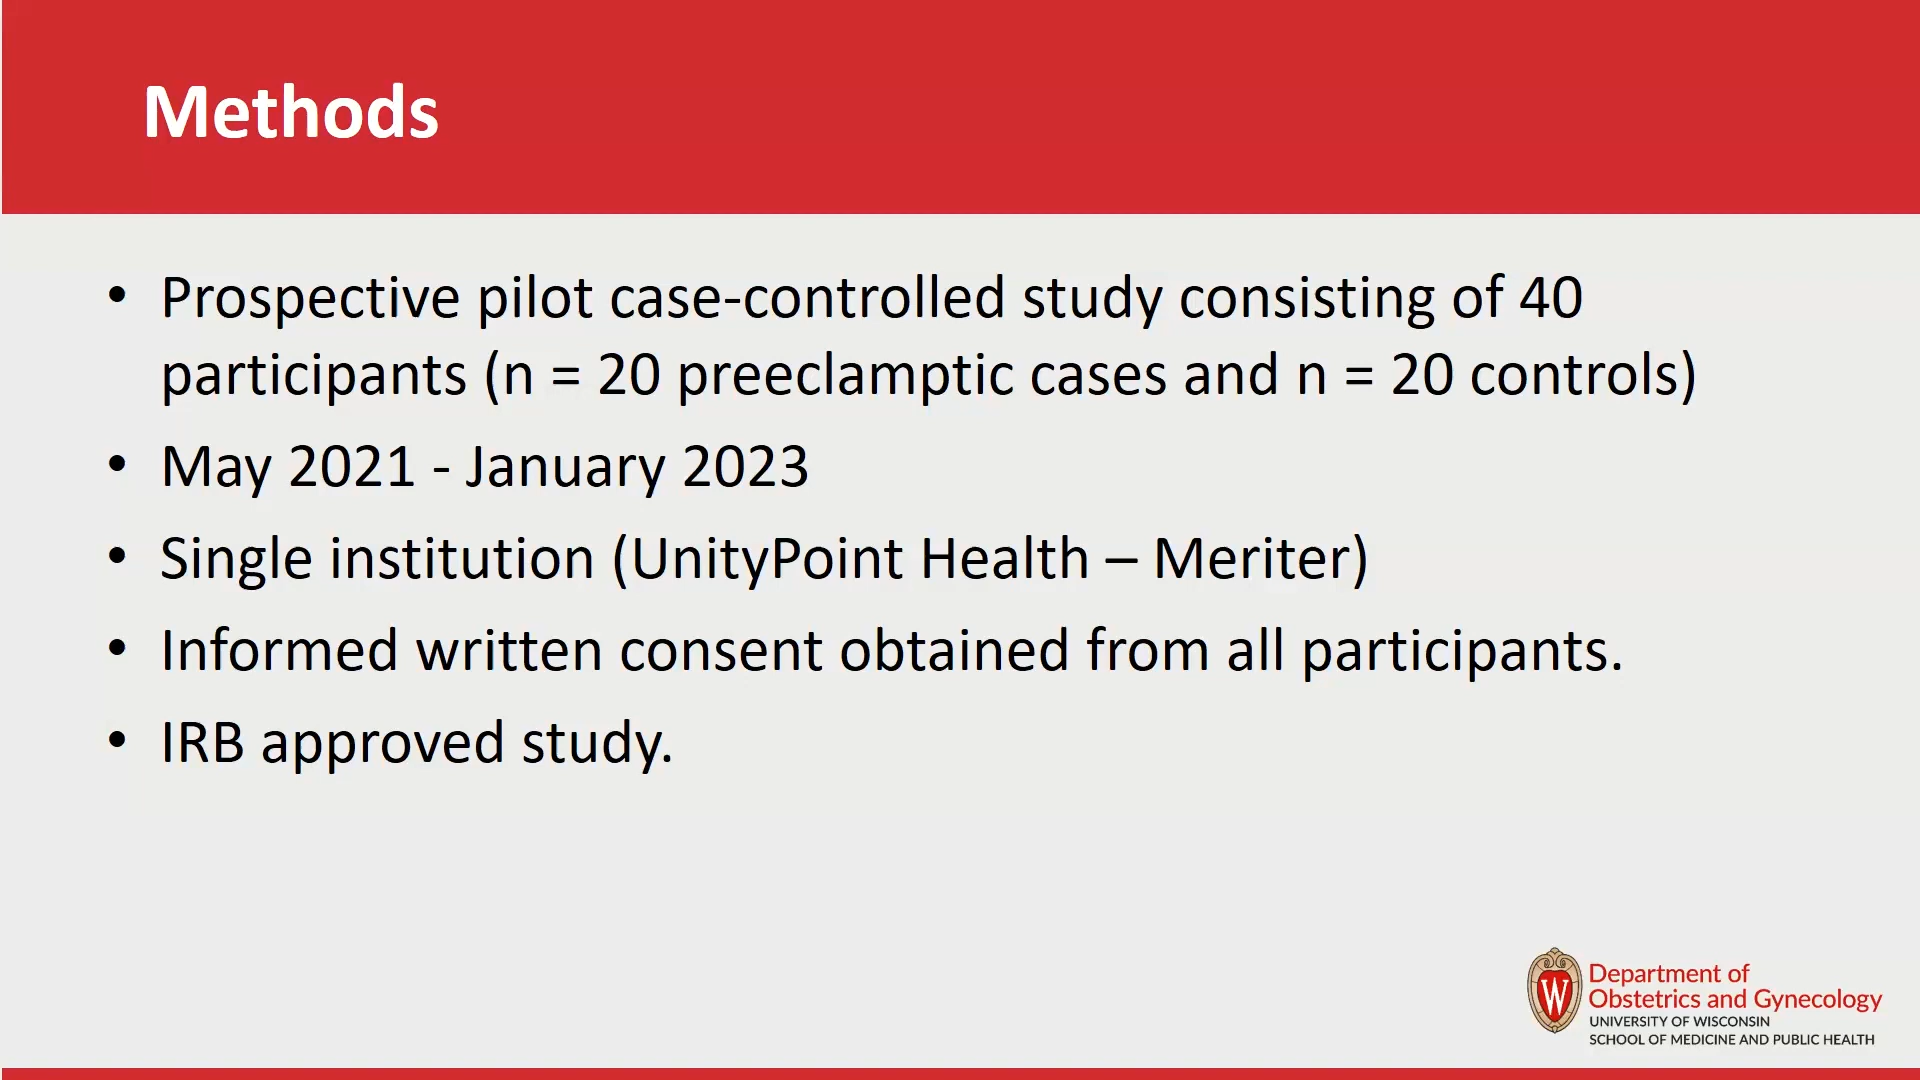 Methods
• Prospective pilot case-controlled study consisting of 40
participants (n = 20 preeclamptic cases and n = 20 controls)
• May 2021 - January 2023
• Single institution (UnityPoint Health – Meriter)
• Informed written consent obtained from all participants.
• IRB approved study.
W
Department of
Obstetrics and Gynecology
UNIVERSITY OF WISCONSIN
SCHOOL OF MEDICINE AND PUBLIC HEALTH